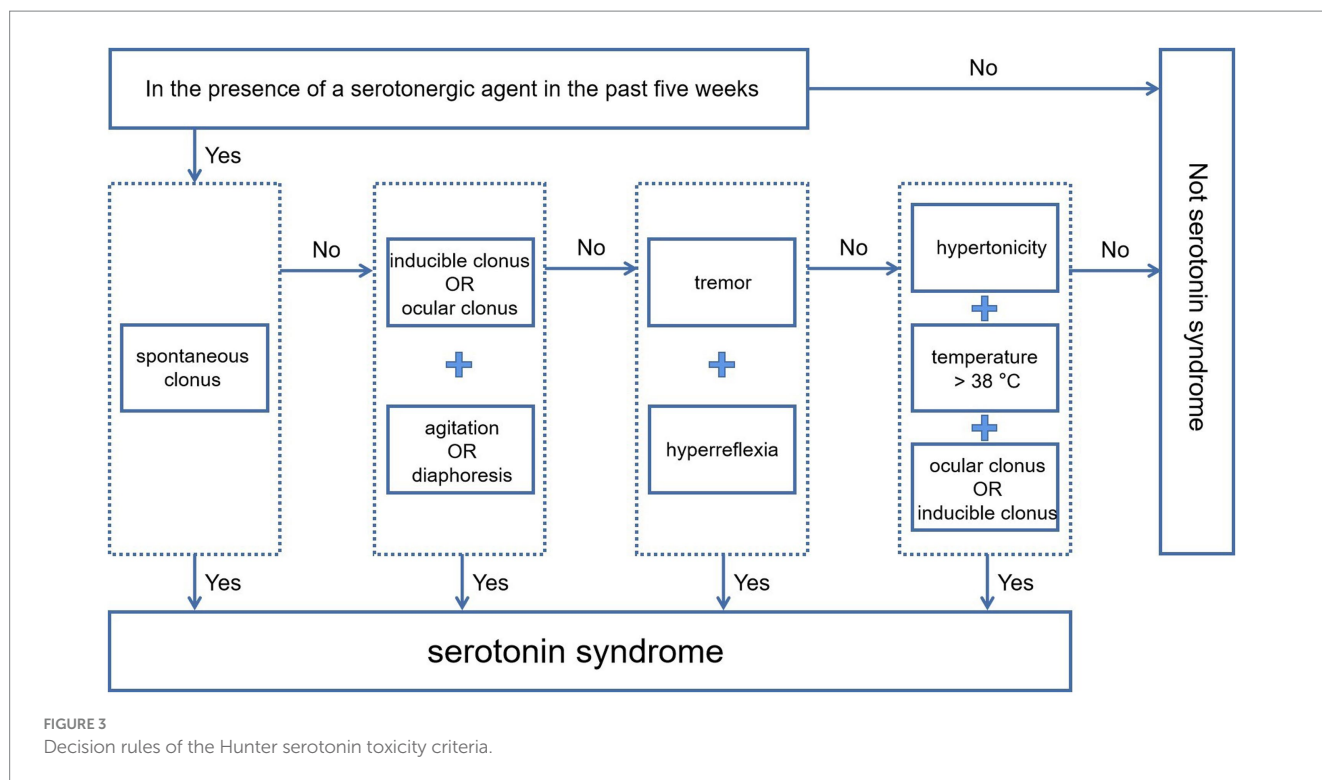 In the presence of a serotonergic agent in the past five weeks
No
Yes
spontaneous
clonus
No
inducible clonus
OR
ocular clonus
+
agitation
OR
diaphoresis
No
tremor
+
hyperreflexia
No
hypertonicity
+
temperature
> 38 °C
+
ocular clonus
OR
inducible clonus
No
Not serotonin syndrome
Yes
Yes
Yes
Yes
serotonin syndrome
FIGURE 3
Decision rules of the Hunter serotonin toxicity criteria.